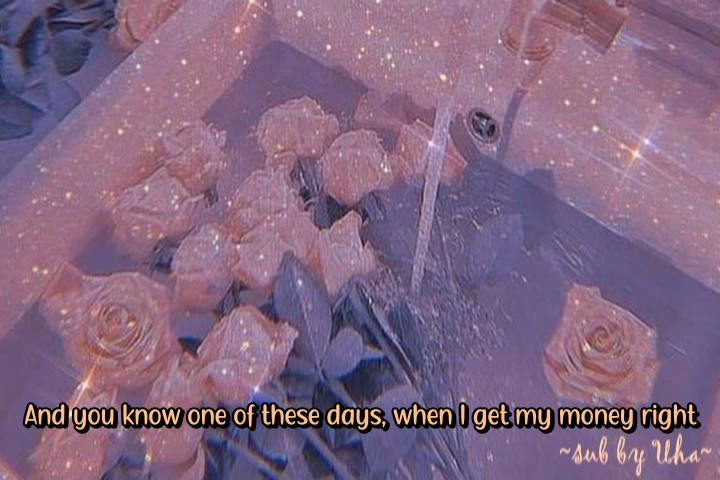 And you know one of these days, when I get my money right
~sub by Uha~